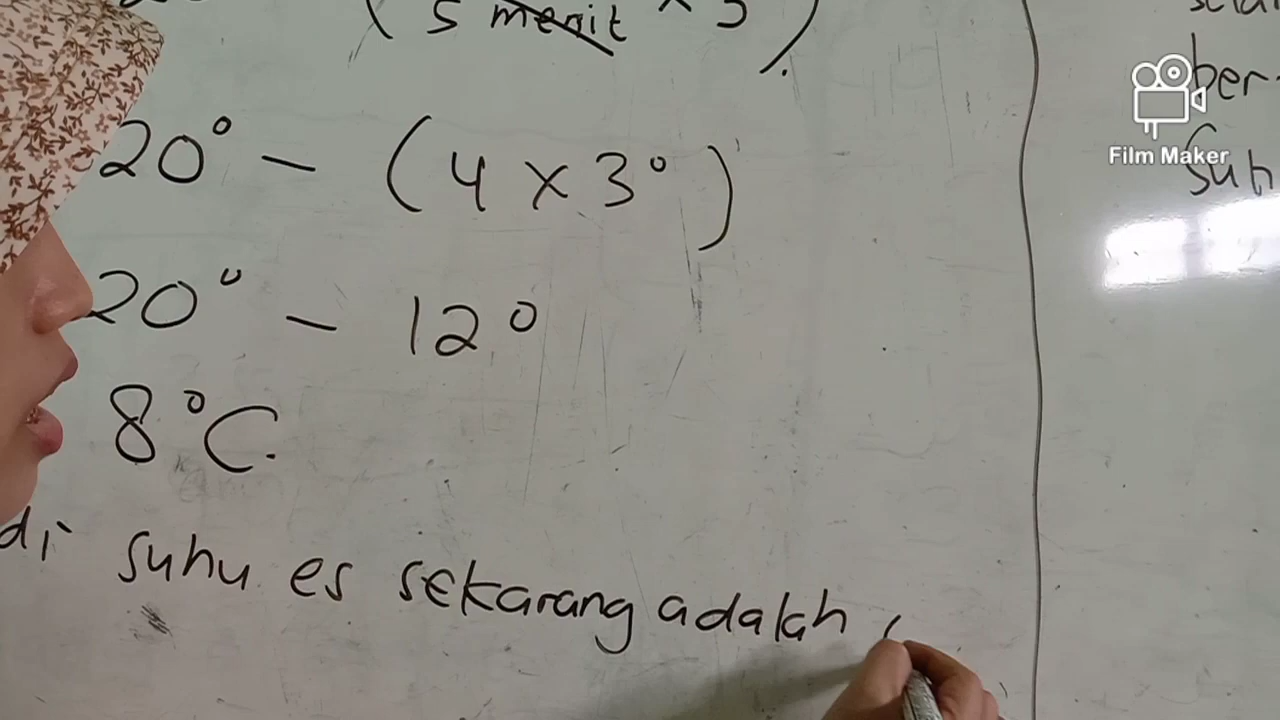 ( 5 menit × 3 ).
20° − ( 4 × 3° )
20° − 12°
8°C.
di suhu es sekarang adalah
ber-
Suh
Film Maker